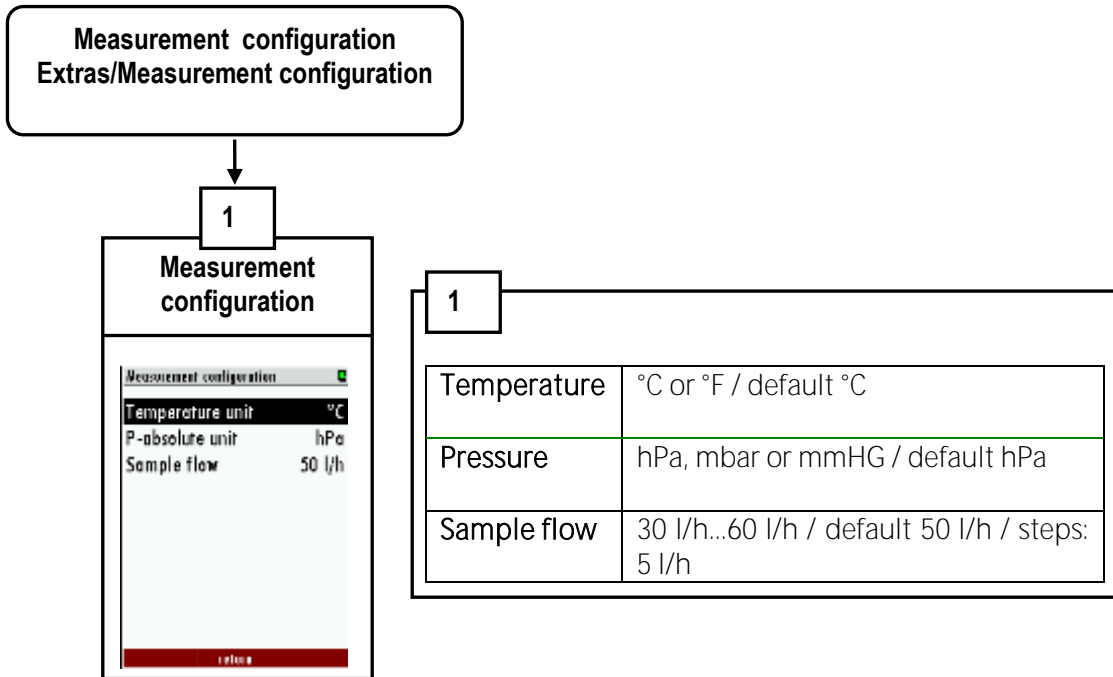 Measurement configuration
Extras/Measurement configuration
1
Measurement
configuration
Measurement configuration
Temperature unit °C
P-absolute unit hPa
Sample flow 50 l/h
return
1
Temperature °C or °F / default °C
Pressure hPa, mbar or mmHG / default hPa
Sample flow 30 l/h...60 l/h / default 50 l/h / steps:
5 l/h